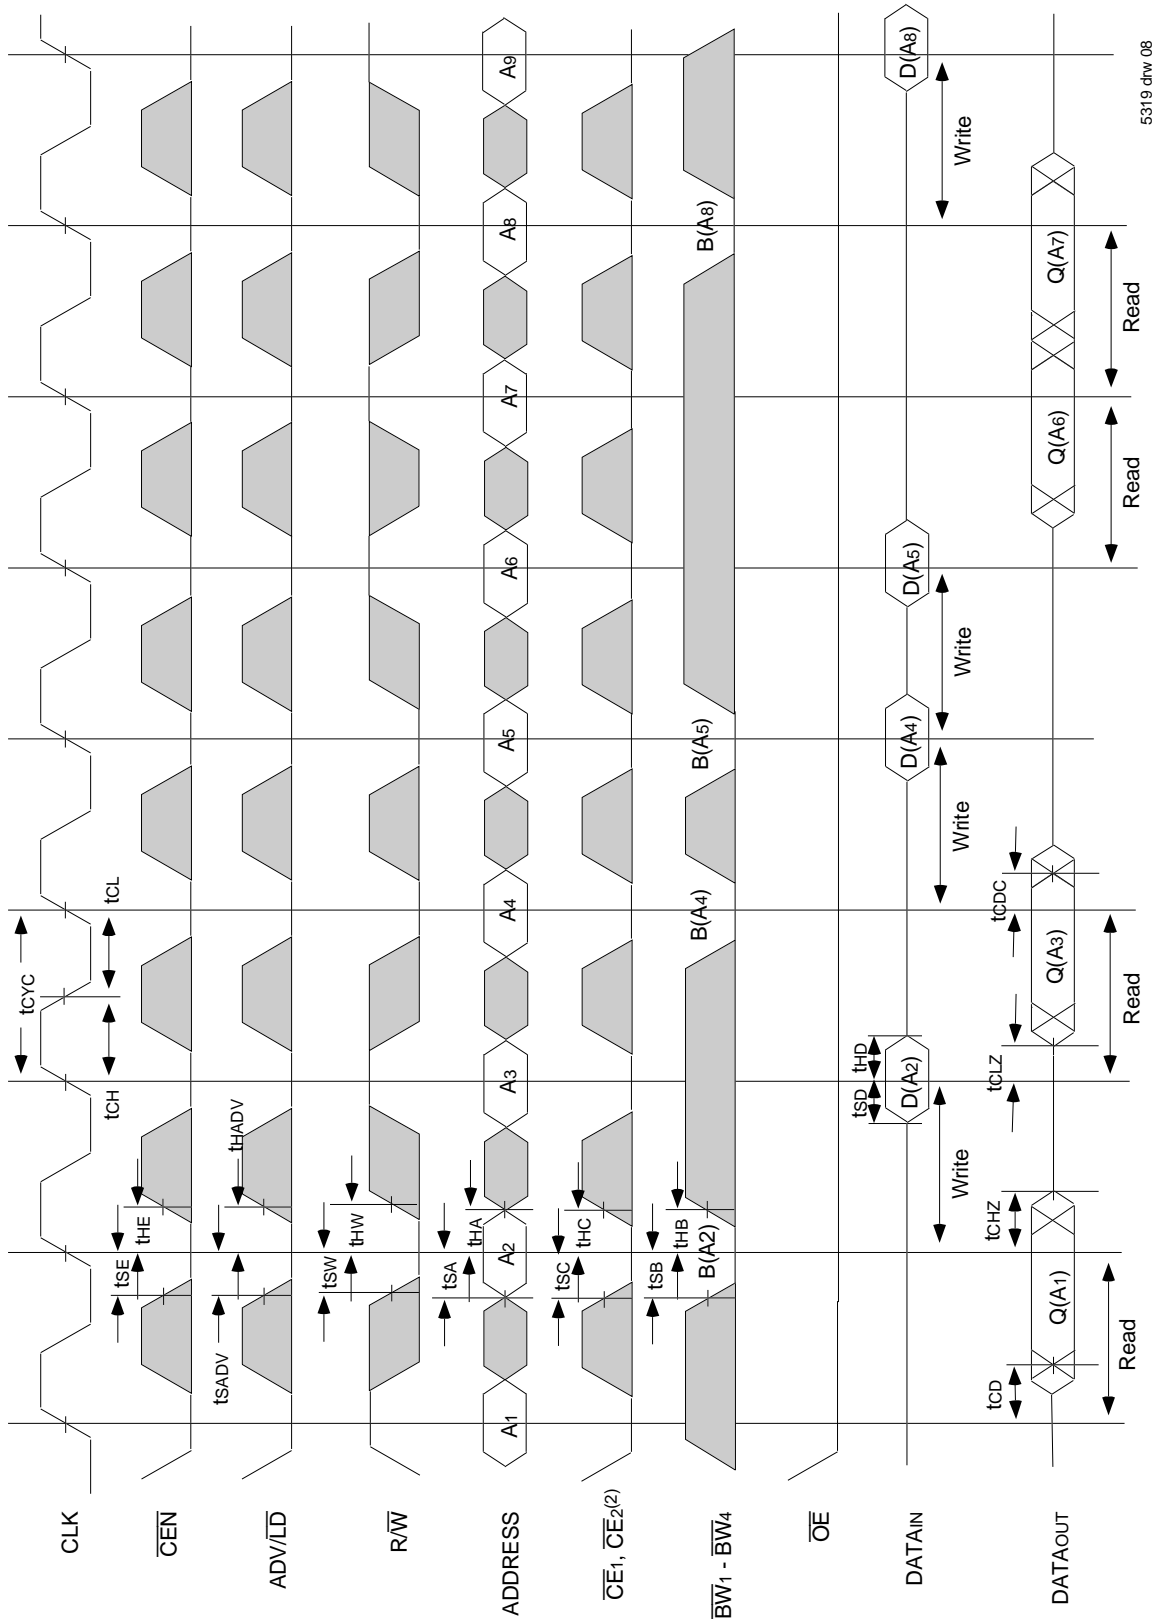 tCYC
tCH
tCL
CLK
tSE
tHE
CEN
tSADV
tHADV
ADV/LD
tSW
tHW
R/W
tSA
tHA
ADDRESS
A1
A2
A3
A4
A5
A6
A7
A8
A9
tSC
tHC
CE1, CE2(2)
tSB
tHB
BW1 - BW4
B(A2)
B(A4)
B(A5)
B(A8)
OE
tSD
tHD
DATAIN
D(A2)
D(A4)
D(A5)
D(A8)
Write
Write
Write
Write
tCD
tCHZ
tCLZ
tCDC
DATAOUT
Q(A1)
Q(A3)
Q(A6)
Q(A7)
Read
Read
Read
Read
5319 drw 08